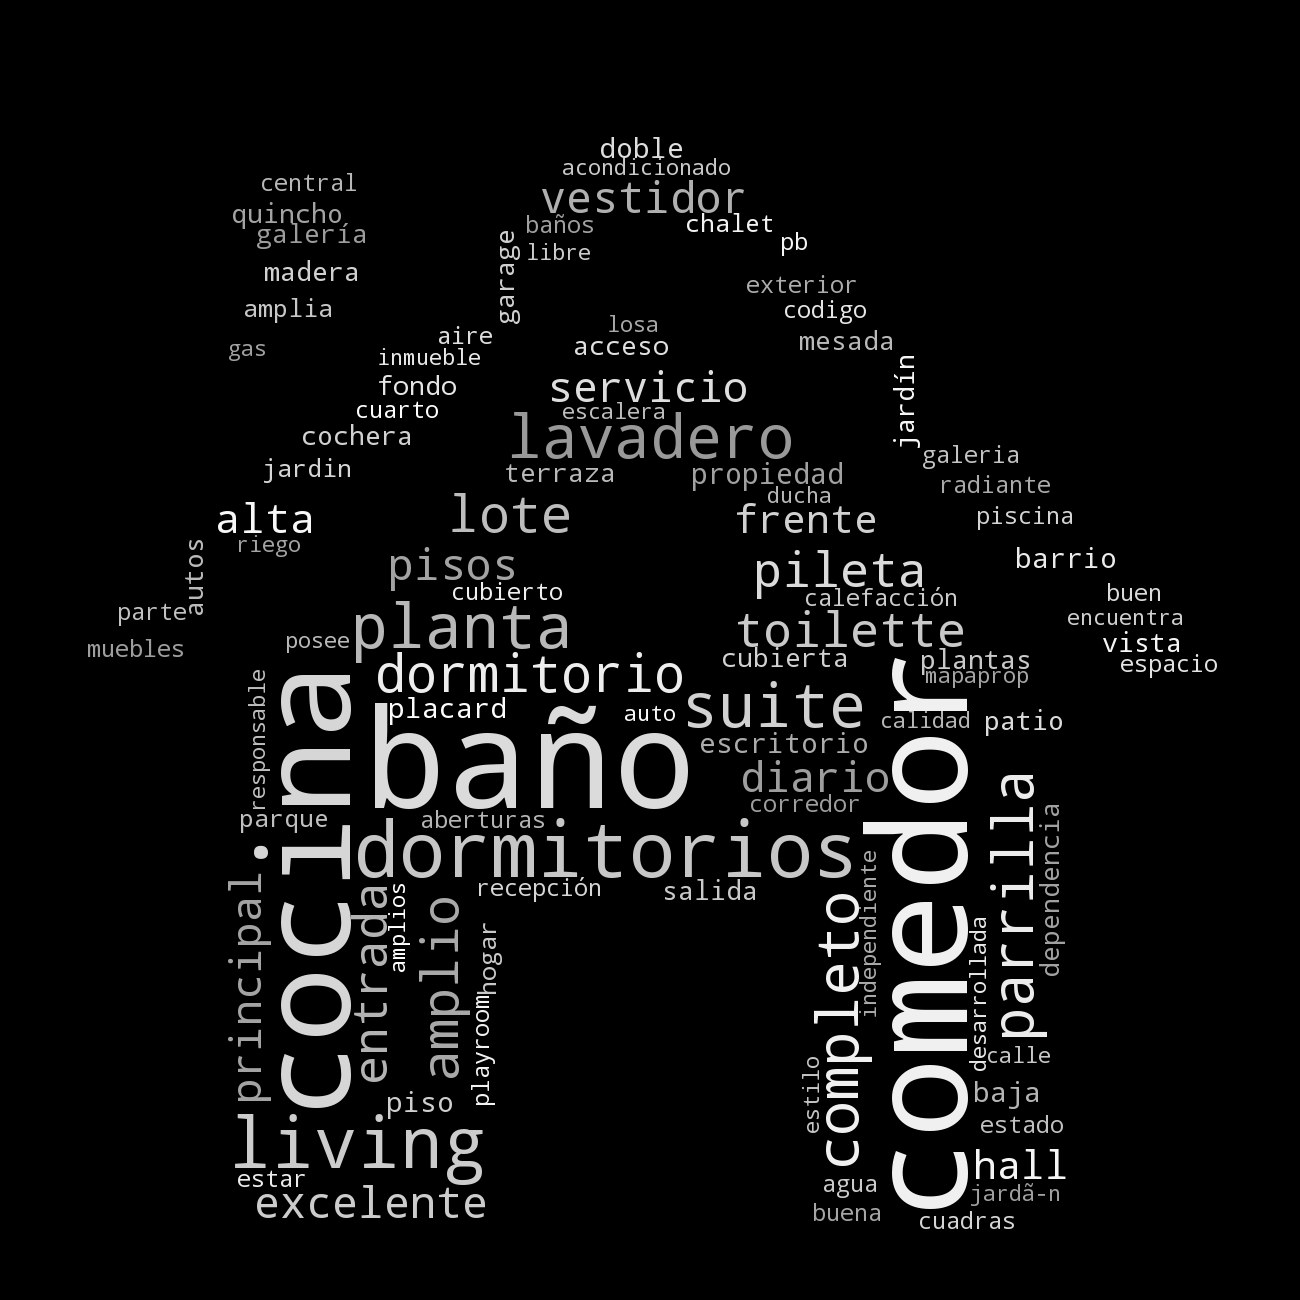 doble
acondicionado
central
vestidor
quincho
baños
chalet
galería
pb
libre
garage
madera
exterior
amplia
codigo
losa
aire
acceso
mesada
gas
inmueble
fondo
servicio
jardín
cuarto
escalera
cochera
lavadero
galeria
jardin
terraza
propiedad
radiante
ducha
alta
lote
frente
piscina
riego
autos
pisos
pileta
barrio
cubierto
calefacción
buen
parte
planta
toilette
encuentra
muebles
posee
vista
cubierta
plantas
espacio
dormitorio
mapaprop
responsable
cocina
placard
auto
suite
calidad
patio
baño
escritorio
comedor
diario
corredor
parque
aberturas
parrilla
dependencia
dormitorios
principal
entrada
amplios
amplio
recepción
salida
completo
independiente
desarrollada
hogar
playroom
calle
estilo
piso
baja
living
estado
estar
hall
agua
jardã-n
excelente
buena
cuadras